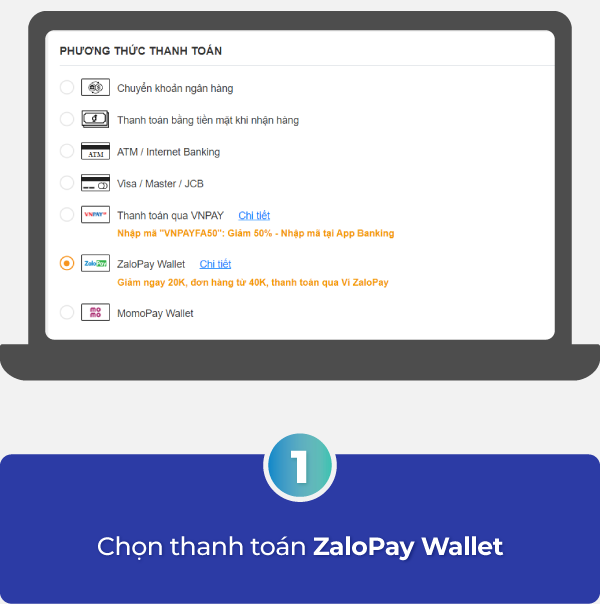 PHƯƠNG THỨC THANH TOÁN
Chuyển khoản ngân hàng
Thanh toán bằng tiền mặt khi nhận hàng
ATM
ATM / Internet Banking
Visa / Master / JCB
VNPAY
Thanh toán qua VNPAY Chi tiết
Nhập mã "VNPAYFA50": Giảm 50% - Nhập mã tại App Banking
ZaloPay
ZaloPay Wallet Chi tiết
Giảm ngay 20K, đơn hàng từ 40K, thanh toán qua Ví ZaloPay
mo
mo
MomoPay Wallet
1
Chọn thanh toán ZaloPay Wallet